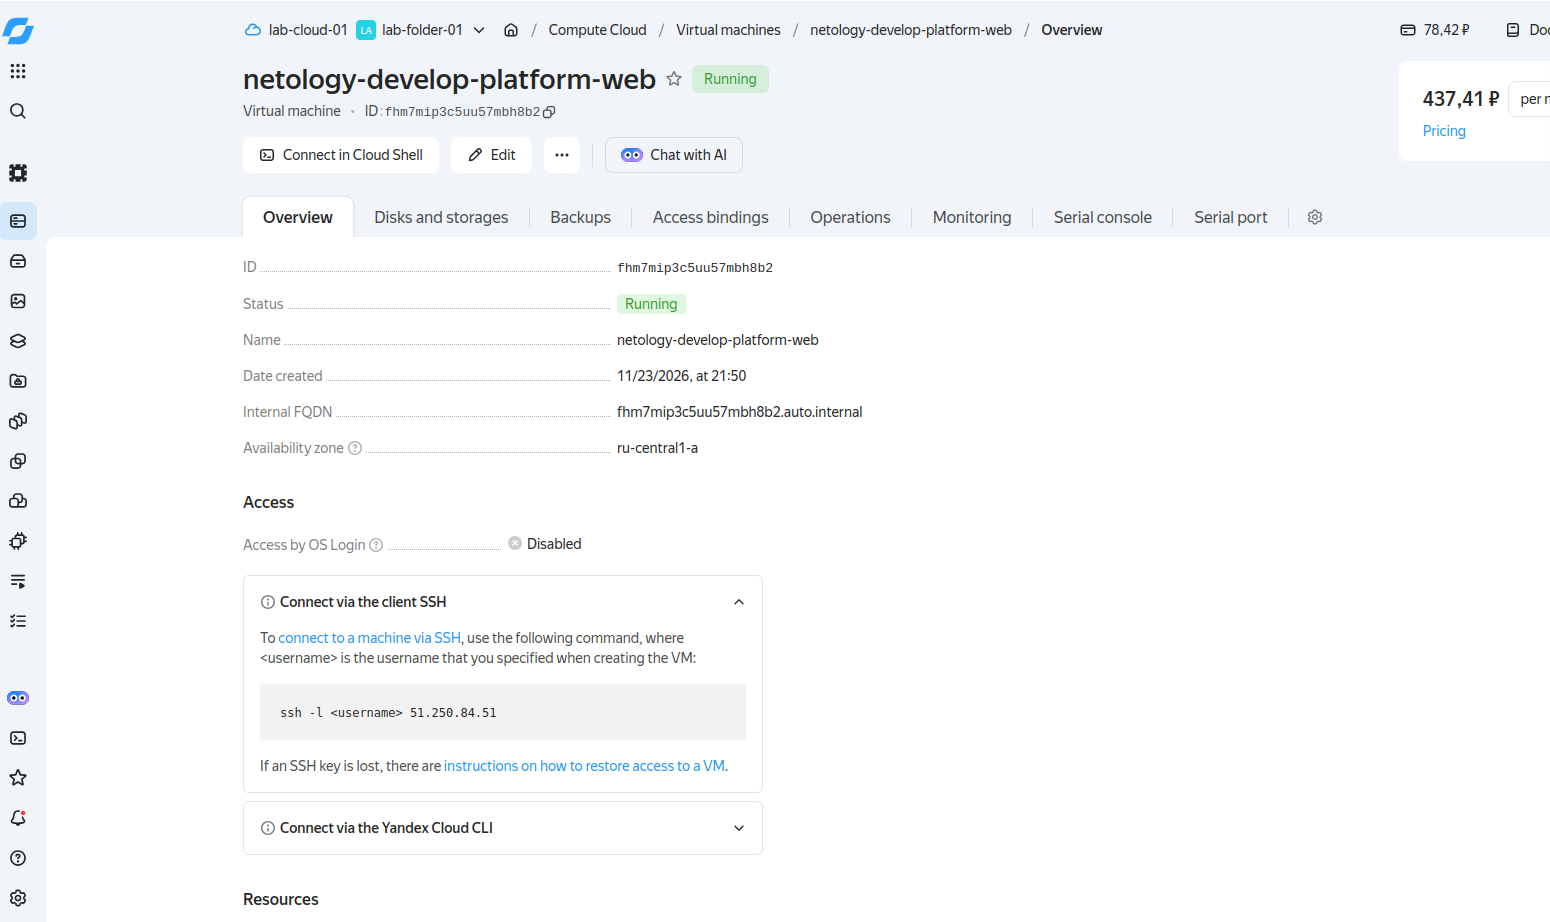 lab-cloud-01 LA lab-folder-01 / Compute Cloud / Virtual machines / netology-develop-platform-web / Overview 78,42 ₽ Doc
netology-develop-platform-web Running
Virtual machine • ID: fhm7mip3c5uu57mbh8b2
437,41 ₽ per m
Pricing
Connect in Cloud Shell Edit Chat with AI
Overview Disks and storages Backups Access bindings Operations Monitoring Serial console Serial port
ID fhm7mip3c5uu57mbh8b2
Status Running
Name netology-develop-platform-web
Date created 11/23/2026, at 21:50
Internal FQDN fhm7mip3c5uu57mbh8b2.auto.internal
Availability zone ru-central1-a
Access
Access by OS Login Disabled
Connect via the client SSH
To connect to a machine via SSH, use the following command, where
<username> is the username that you specified when creating the VM:
ssh -l <username> 51.250.84.51
If an SSH key is lost, there are instructions on how to restore access to a VM.
Connect via the Yandex Cloud CLI
Resources